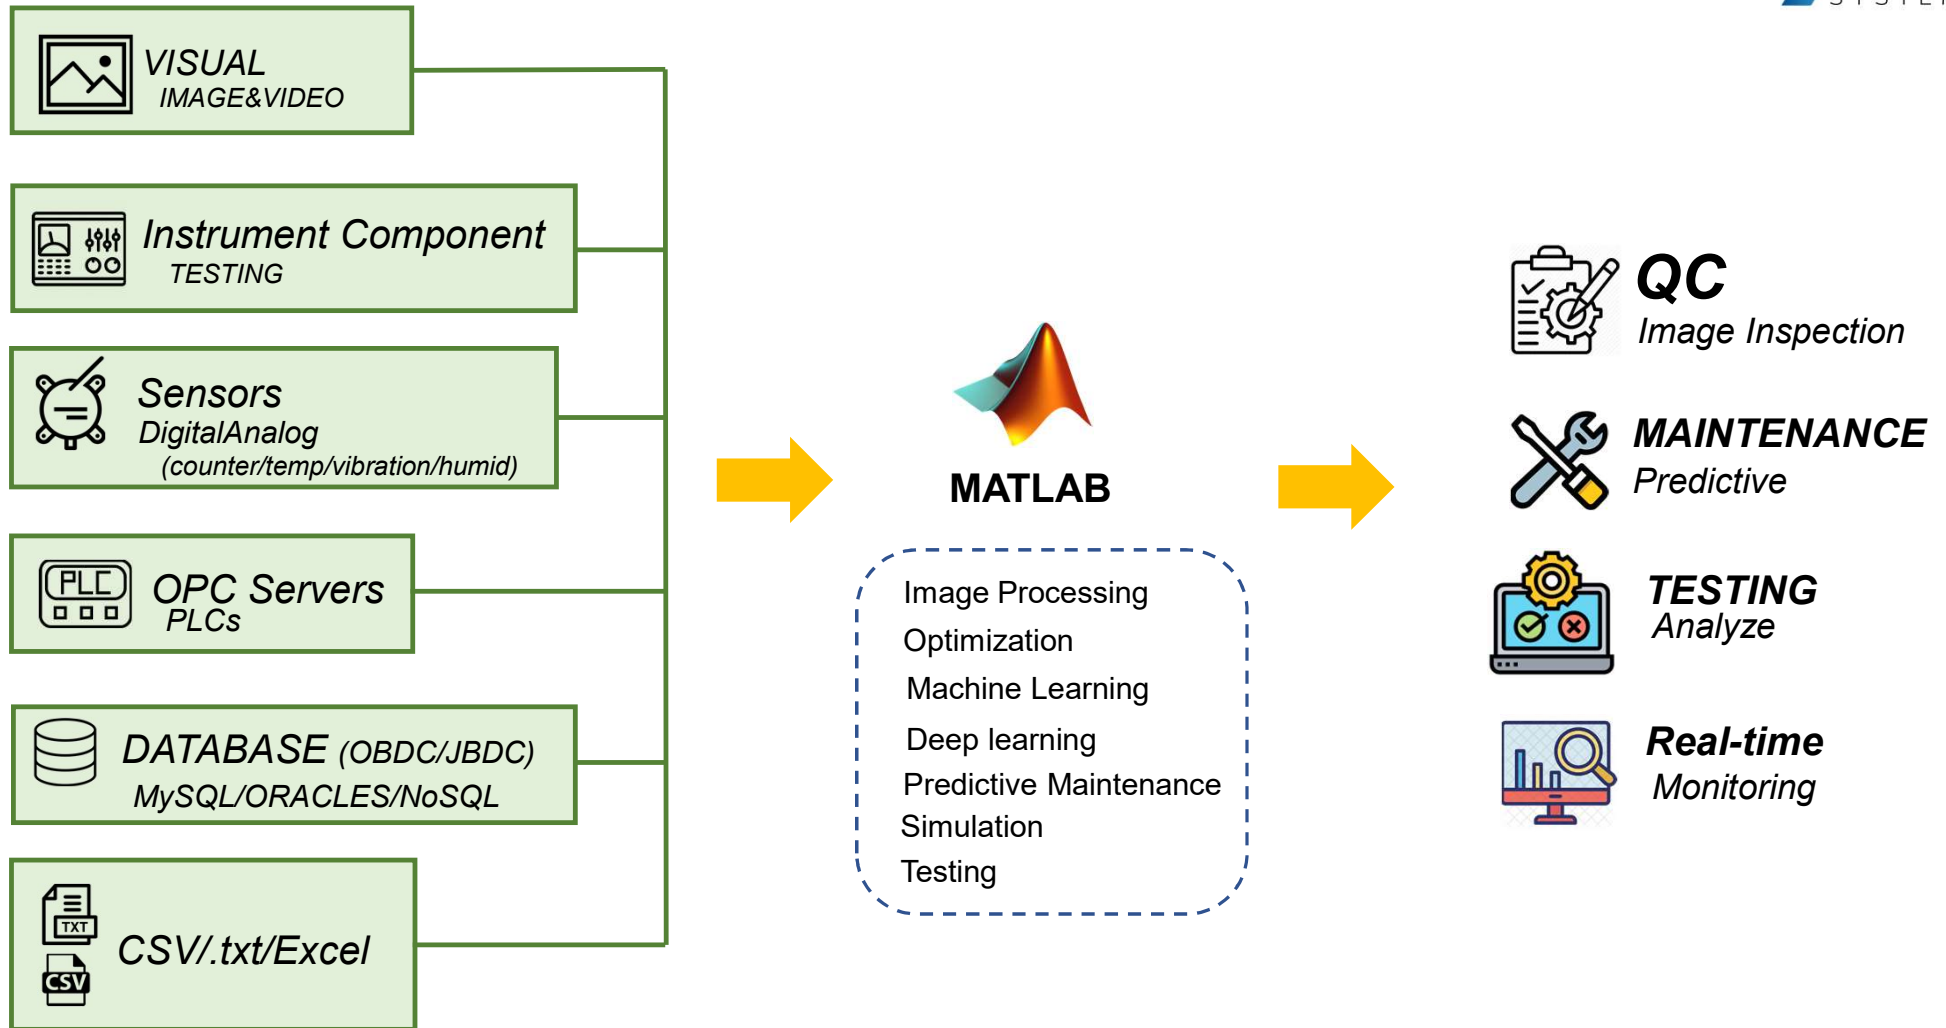 VISUAL
IMAGE&VIDEO
Instrument Component
TESTING
Sensors
DigitalAnalog
(counter/temp/vibration/humid)
PLC
OPC Servers
PLCs
DATABASE (OBDC/JBDC)
MySQL/ORACLES/NoSQL
TXT
CSV
CSV/.txt/Excel
MATLAB
Image Processing
Optimization
Machine Learning
Deep learning
Predictive Maintenance
Simulation
Testing
QC
Image Inspection
MAINTENANCE
Predictive
TESTING
Analyze
Real-time
Monitoring